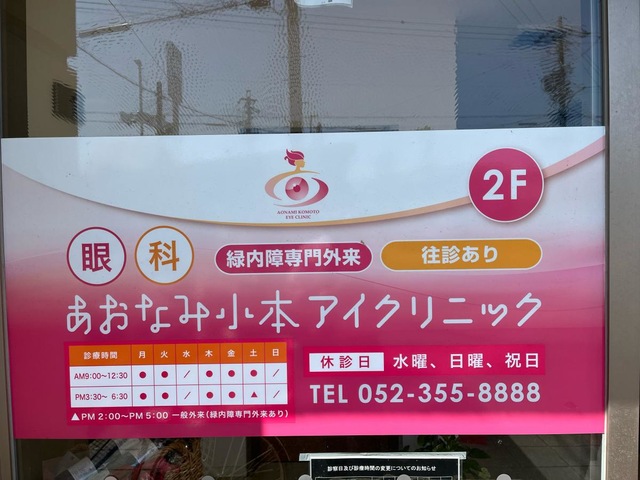 AONAMI KOMOTO
EYE CLINIC
2F
眼科
緑内障専門外来
往診あり
あおなみ小本アイクリニック
診療時間 月 火 水 木 金 土 日
AM9:00〜12:30 ● ● ／ ● ● ● ／
PM3:30〜 6:30 ● ● ／ ● ● ▲ ／
▲PM 2:00〜PM 5:00 一般外来(緑内障専門外来あり)
休診日 水曜、日曜、祝日
TEL 052-355-8888
診察日及び診療時間の変更についてのお知らせ